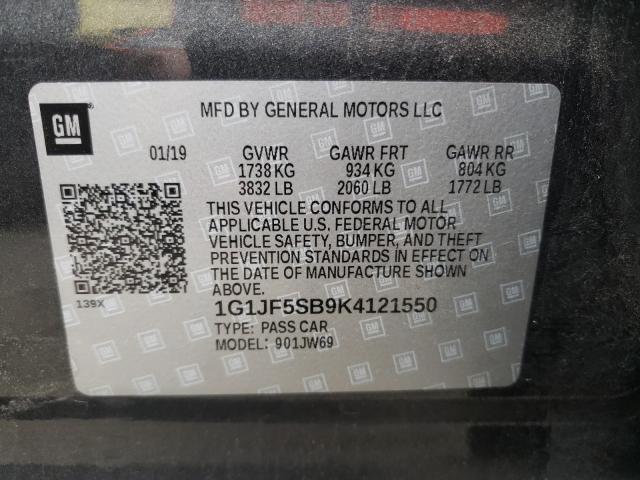 GM
MFD BY GENERAL MOTORS LLC
01/19 GVWR GAWR FRT GAWR RR
1738 KG 934 KG 804 KG
3832 LB 2060 LB 1772 LB
THIS VEHICLE CONFORMS TO ALL
APPLICABLE U.S. FEDERAL MOTOR
VEHICLE SAFETY, BUMPER, AND THEFT
PREVENTION STANDARDS IN EFFECT ON
THE DATE OF MANUFACTURE SHOWN
ABOVE.
139X
1G1JF5SB9K4121550
TYPE: PASS CAR
MODEL: 901JW69